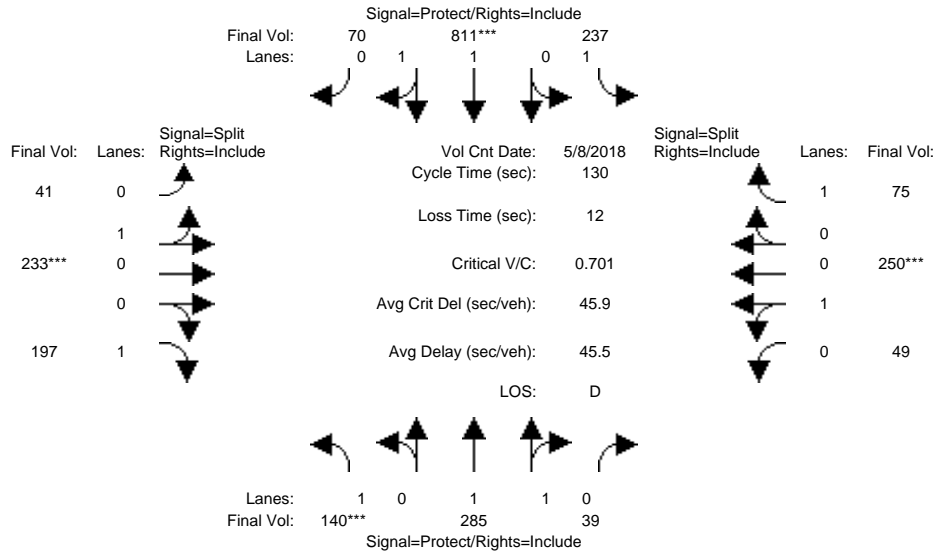 Signal=Protect/Rights=Include
Final Vol: 70 811*** 237
Lanes: 0 1 1 0 1
Signal=Split
Final Vol: Lanes: Rights=Include
Vol Cnt Date: 5/8/2018
Signal=Split
Rights=Include Lanes: Final Vol:
Cycle Time (sec): 130
41 0
1 75
Loss Time (sec): 12
1
0
233*** 0
Critical V/C: 0.701
0 250***
0
Avg Crit Del (sec/veh): 45.9
1
197 1
Avg Delay (sec/veh): 45.5
0 49
LOS: D
Lanes: 1 0 1 1 0
Final Vol: 140*** 285 39
Signal=Protect/Rights=Include